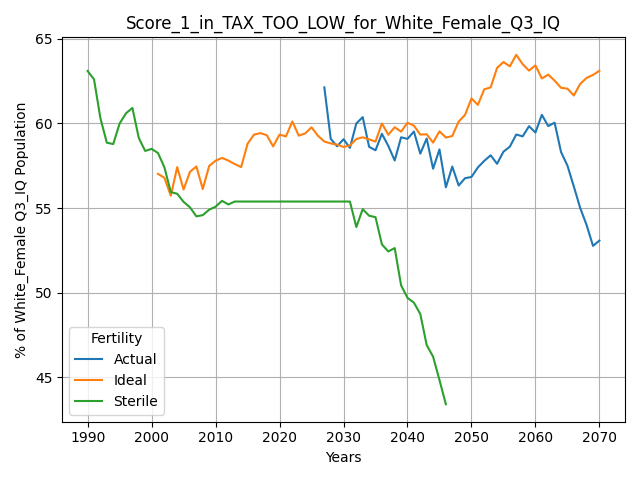 Score_1_in_TAX_TOO_LOW_for_White_Female_Q3_IQ
% of White_Female Q3_IQ Population
65
60
55
50
45
Fertility
Actual
Ideal
Sterile
1990 2000 2010 2020 2030 2040 2050 2060 2070
Years